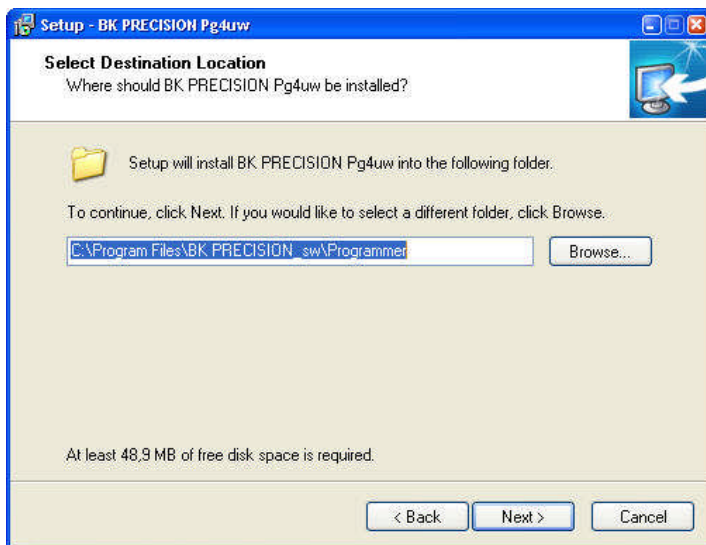 Setup - BK PRECISION Pg4uw
Select Destination Location
Where should BK PRECISION Pg4uw be installed?
Setup will install BK PRECISION Pg4uw into the following folder.
To continue, click Next. If you would like to select a different folder, click Browse.
C:\Program Files\BK PRECISION_sw\Programmer
Browse...
At least 48,9 MB of free disk space is required.
< Back
Next >
Cancel